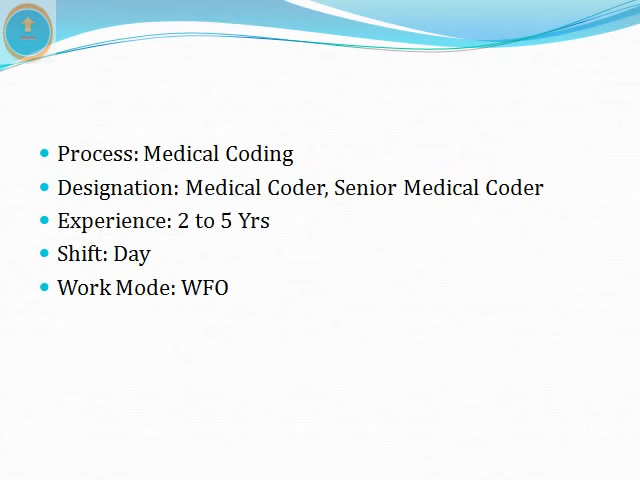 Process: Medical Coding
Designation: Medical Coder, Senior Medical Coder
Experience: 2 to 5 Yrs
Shift: Day
Work Mode: WFO